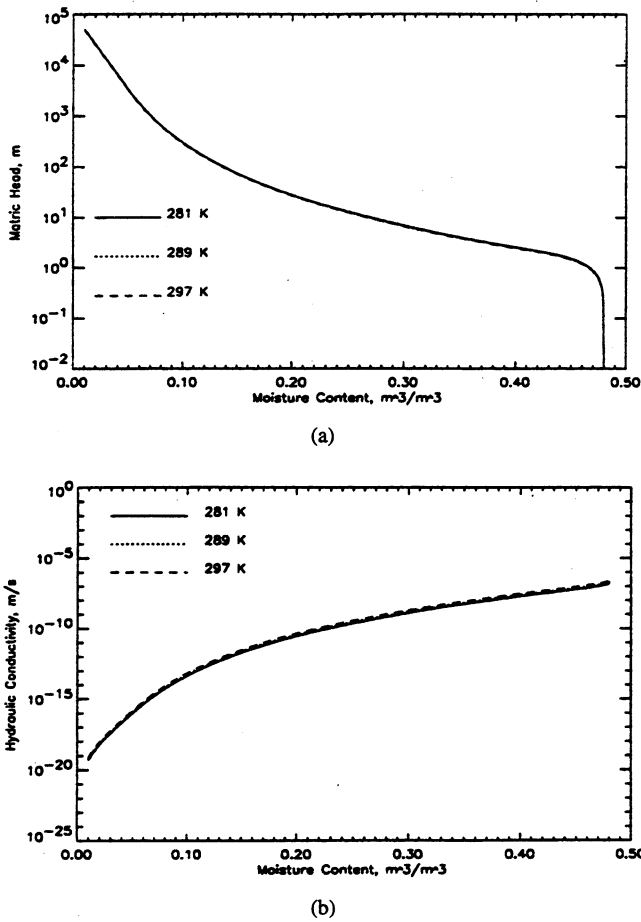 10^5
10^4
10^3
10^2
10^1
10^0
10^-1
10^-2
Matric Head, m
281 K
289 K
297 K
0.00 0.10 0.20 0.30 0.40 0.50
Moisture Content, m^3/m^3
(a)
10^0
10^-5
10^-10
10^-15
10^-20
10^-25
Hydraulic Conductivity, m/s
281 K
289 K
297 K
0.00 0.10 0.20 0.30 0.40 0.50
Moisture Content, m^3/m^3
(b)